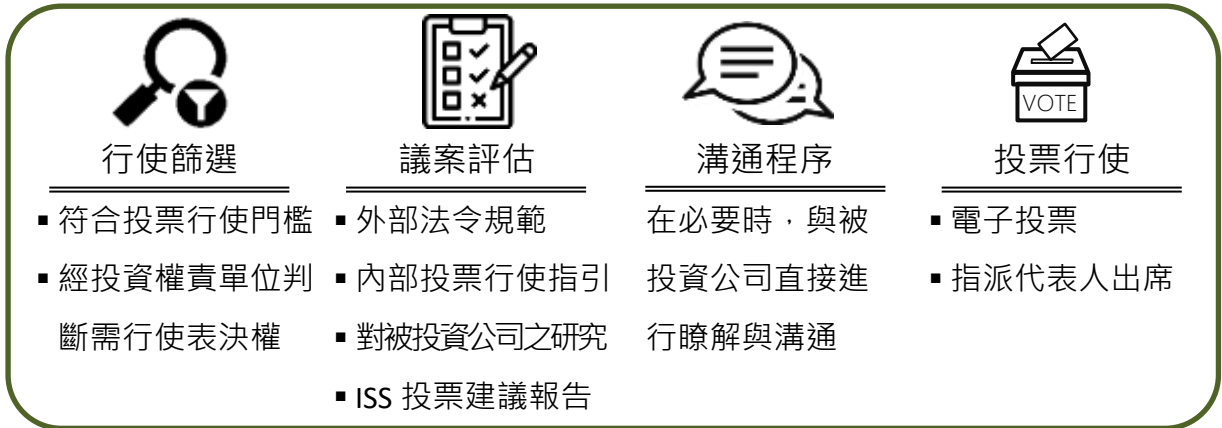 VOTE
行使篩選
▪ 符合投票行使門檻
▪ 經投資權責單位判
斷需行使表決權
議案評估
▪ 外部法令規範
▪ 內部投票行使指引
▪ 對被投資公司之研究
▪ ISS 投票建議報告
溝通程序
在必要時，與被
投資公司直接進
行瞭解與溝通
投票行使
▪ 電子投票
▪ 指派代表人出席